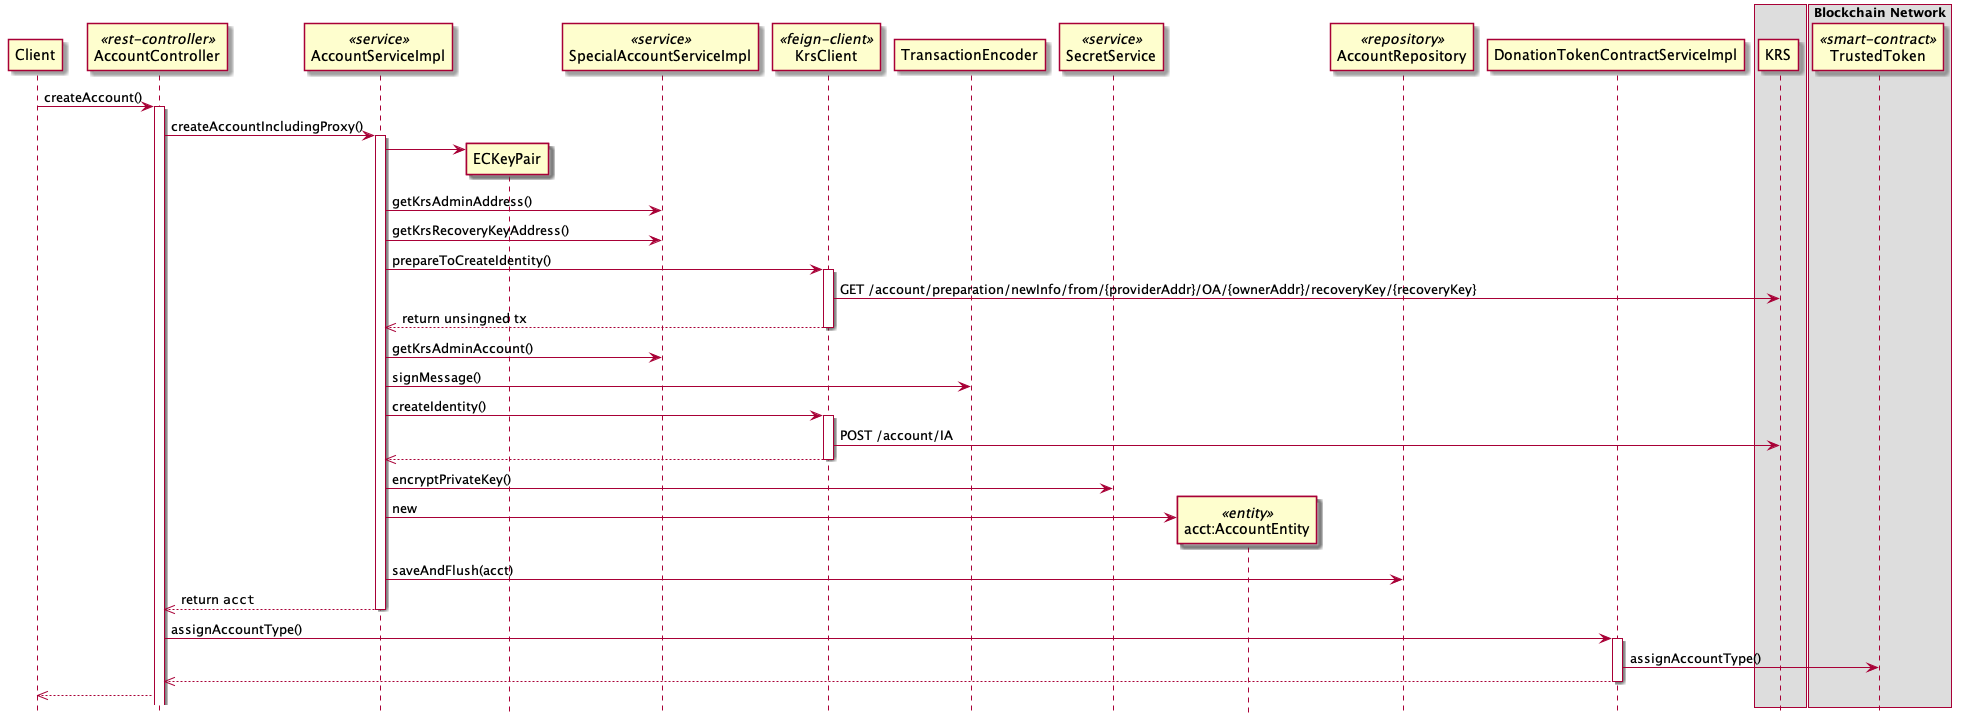 Blockchain Network
Client
«rest-controller»
AccountController
«service»
AccountServiceImpl
«service»
SpecialAccountServiceImpl
«feign-client»
KrsClient
TransactionEncoder
«service»
SecretService
«repository»
AccountRepository
DonationTokenContractServiceImpl
KRS
«smart-contract»
TrustedToken
createAccount()
createAccountIncludingProxy()
ECKeyPair
getKrsAdminAddress()
getKrsRecoveryKeyAddress()
prepareToCreateIdentity()
GET /account/preparation/newInfo/from/{providerAddr}/OA/{ownerAddr}/recoveryKey/{recoveryKey}
return unsingned tx
getKrsAdminAccount()
signMessage()
createIdentity()
POST /account/IA
encryptPrivateKey()
new
«entity»
acct:AccountEntity
saveAndFlush(acct)
return acct
assignAccountType()
assignAccountType()